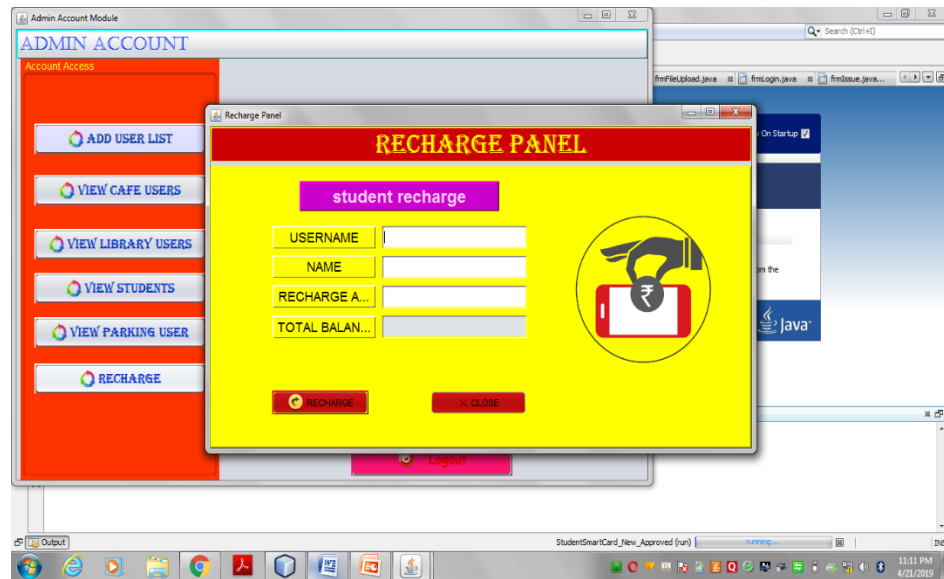 Admin Account Module
Search (Ctrl+I)
ADMIN ACCOUNT
Account Access
frmFileUpload.java
frmLogin.java
frmIssue.java...
Recharge Panel
RECHARGE PANEL
On Startup
ADD USER LIST
student recharge
VIEW CAFE USERS
USERNAME
VIEW LIBRARY USERS
NAME
om the
VIEW STUDENTS
RECHARGE A...
₹
VIEW PARKING USER
TOTAL BALAN...
Java
RECHARGE
RECHARGE
CLOSE
Logout
Output
StudentSmartCard_New_Approved (run)
running...
INS
11:11 PM
4/21/2019